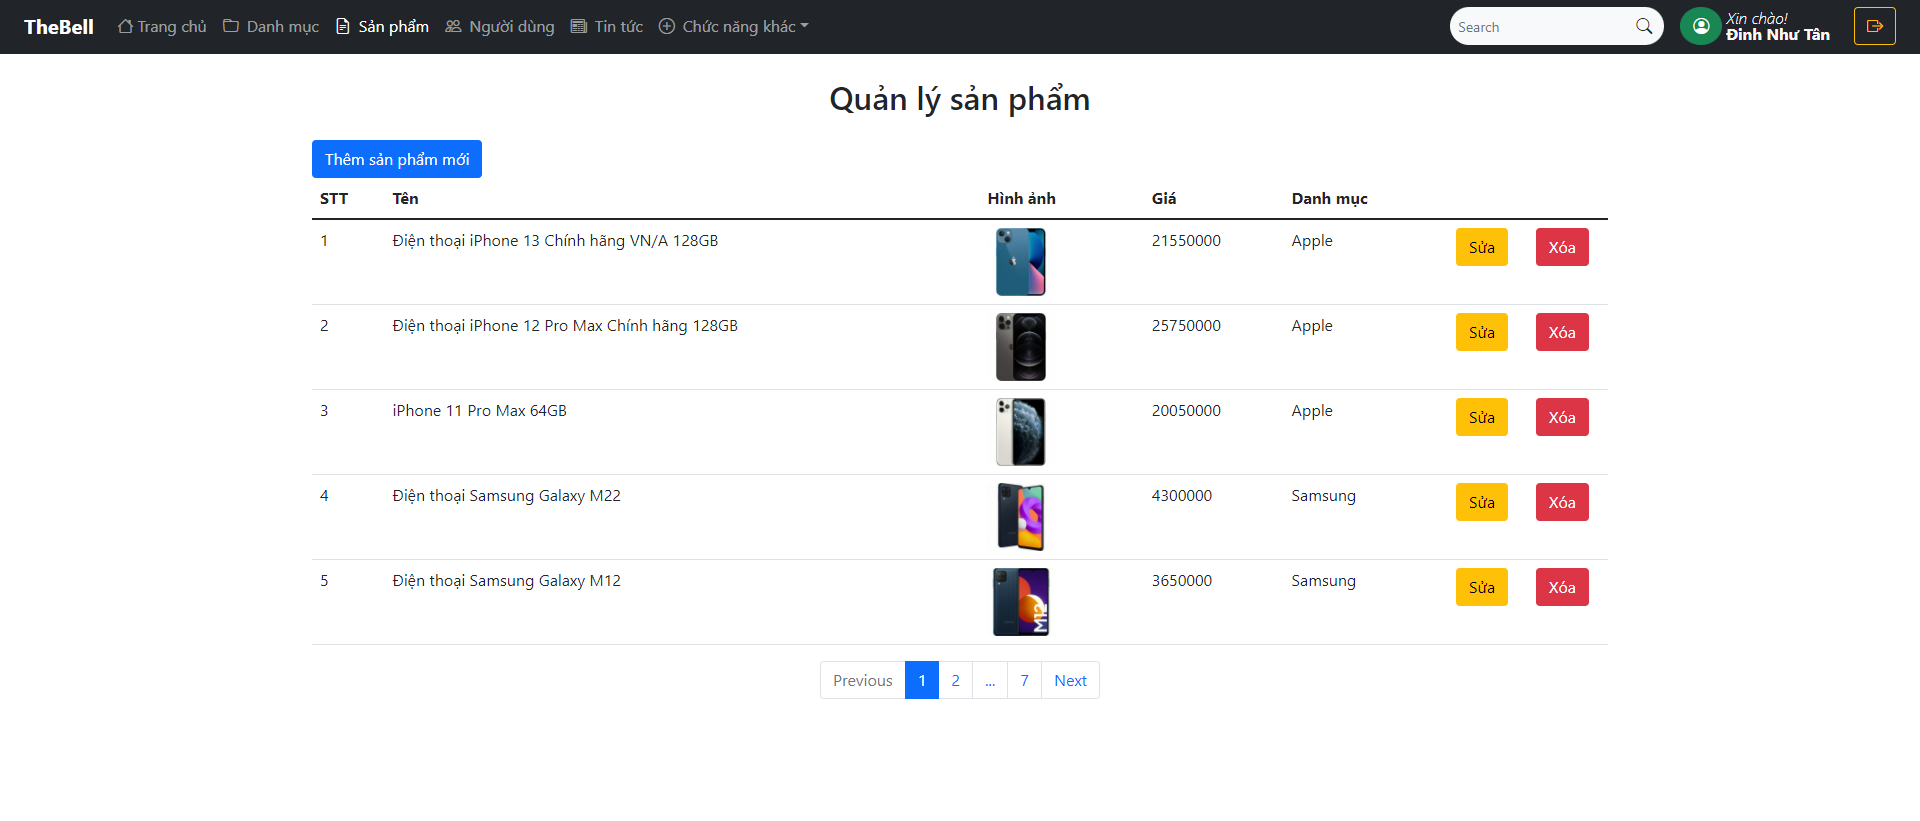 TheBell Trang chủ Danh mục Sản phẩm Người dùng Tin tức Chức năng khác Search Xin chào!
Đinh Như Tân
Quản lý sản phẩm
Thêm sản phẩm mới
STT Tên Hình ảnh Giá Danh mục
1 Điện thoại iPhone 13 Chính hãng VN/A 128GB 21550000 Apple Sửa Xóa
2 Điện thoại iPhone 12 Pro Max Chính hãng 128GB 25750000 Apple Sửa Xóa
3 iPhone 11 Pro Max 64GB 20050000 Apple Sửa Xóa
4 Điện thoại Samsung Galaxy M22 4300000 Samsung Sửa Xóa
5 Điện thoại Samsung Galaxy M12 M12 3650000 Samsung Sửa Xóa
Previous 1 2 ... 7 Next